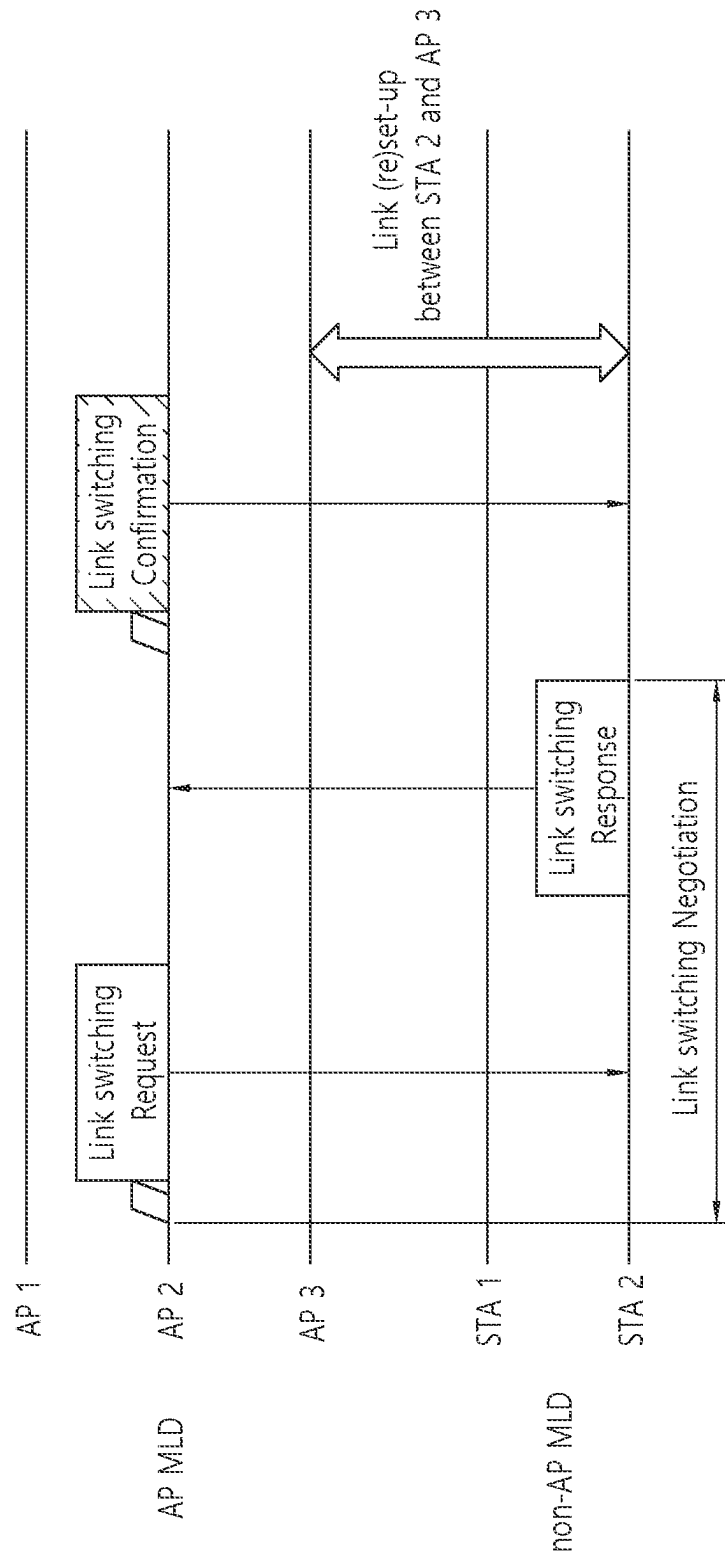 AP MLD
non-AP MLD
AP 1
AP 2
AP 3
STA 1
STA 2
Link switching
Request
Link switching
Response
Link switching
Confirmation
Link (re)set-up
between STA 2 and AP 3
Link switching Negotiation